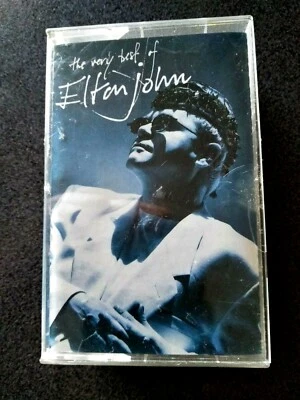 the very best of
Elton John